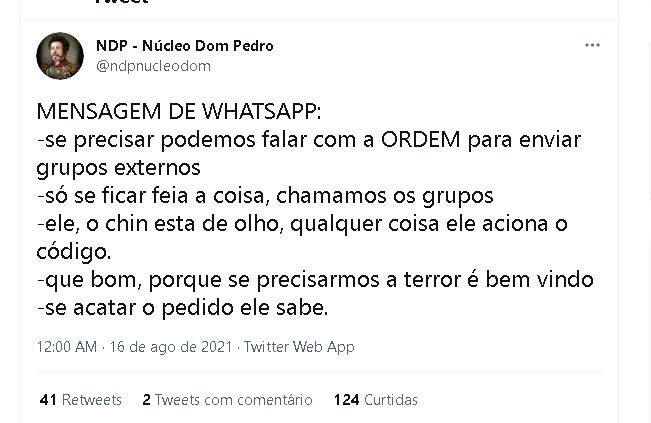 NDP - Núcleo Dom Pedro
@ndpnucleodom
MENSAGEM DE WHATSAPP:
-se precisar podemos falar com a ORDEM para enviar
grupos externos
-só se ficar feia a coisa, chamamos os grupos
-ele, o chin esta de olho, qualquer coisa ele aciona o
código.
-que bom, porque se precisarmos a terror é bem vindo
-se acatar o pedido ele sabe.
12:00 AM · 16 de ago de 2021 · Twitter Web App
41 Retweets 2 Tweets com comentário 124 Curtidas